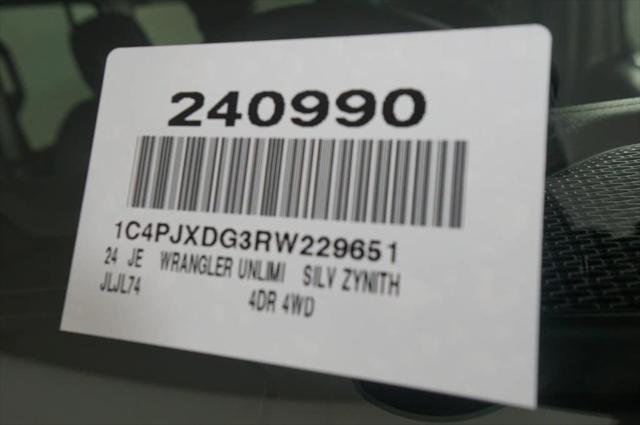 240990
1C4PJXDG3RW229651
24 JE WRANGLER UNLIMI SILV ZYNITH
JLJL74 4DR 4WD